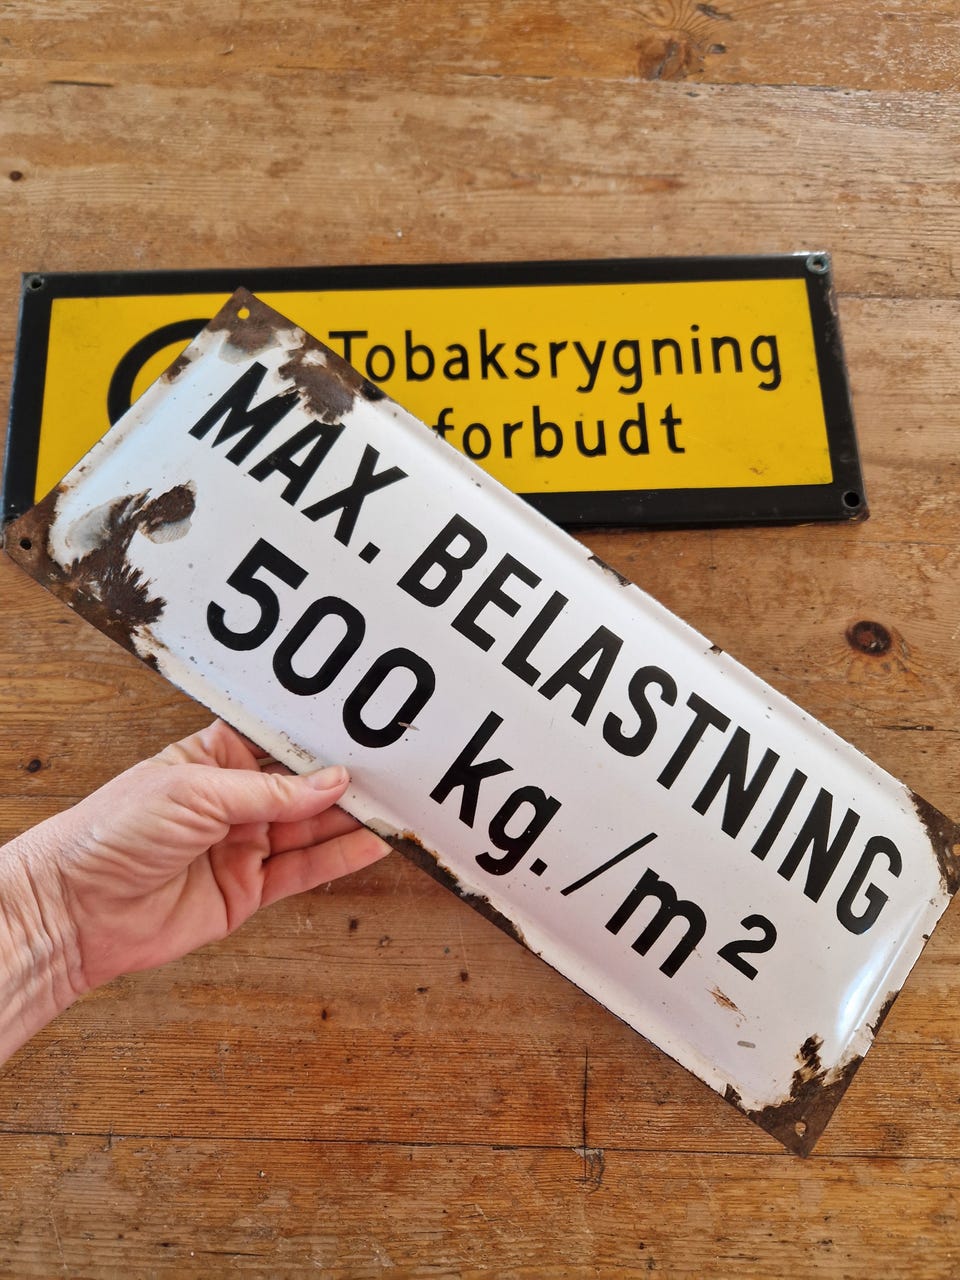 Tobaksrygning
forbudt
MAX. BELASTNING
500 kg./m²